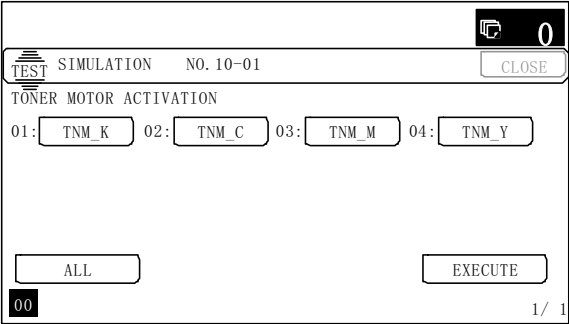 0
TEST SIMULATION NO.10-01 CLOSE
TONER MOTOR ACTIVATION
01: TNM_K 02: TNM_C 03: TNM_M 04: TNM_Y
ALL EXECUTE
00 1/ 1